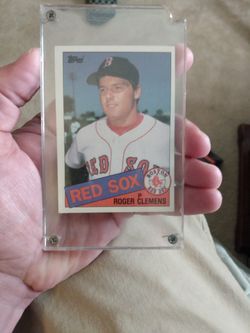 Topps
B
RED SOX
RED SOX
P
ROGER CLEMENS
BOSTON
RED SOX